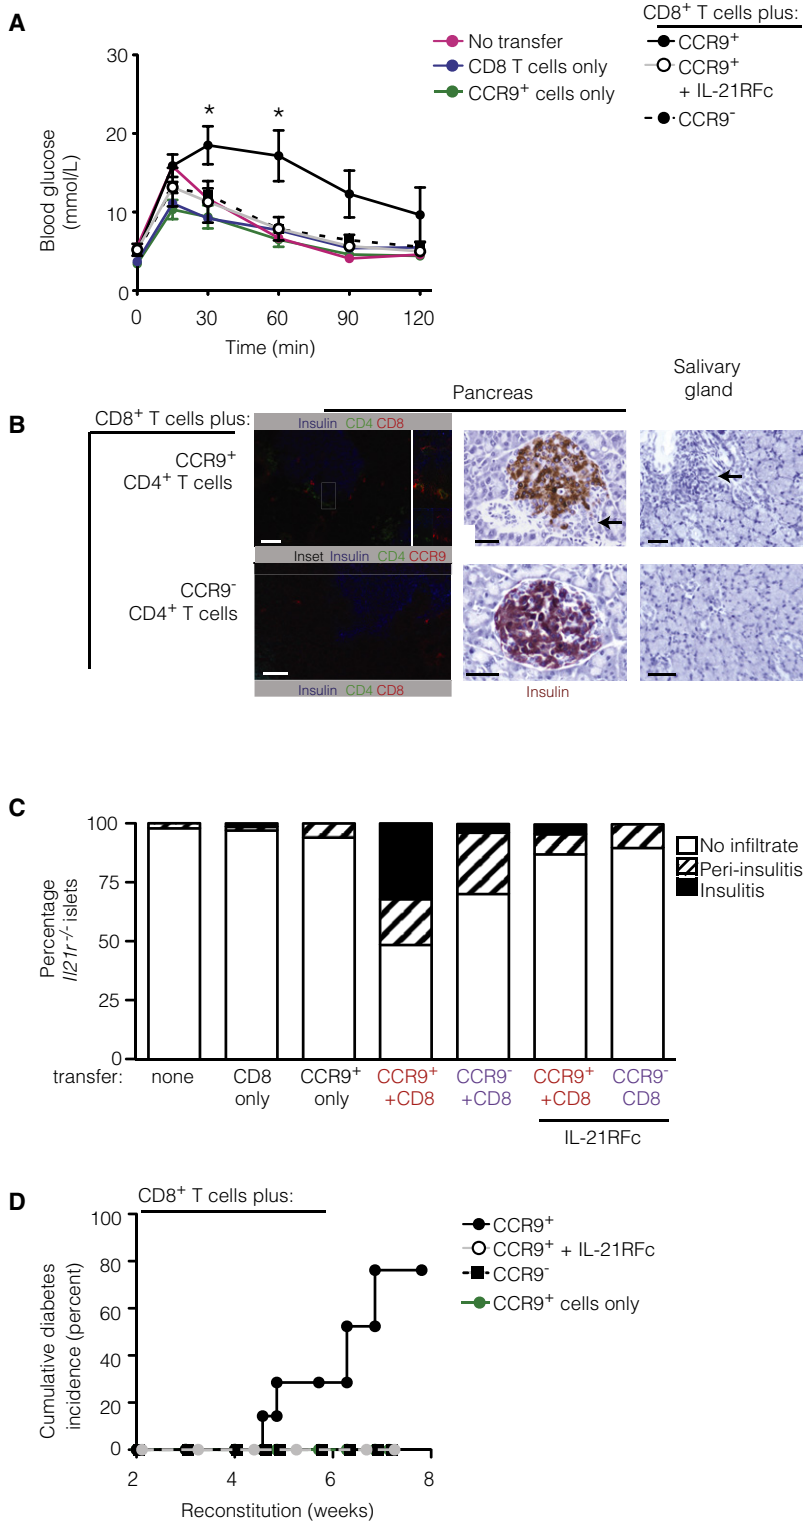 A
CD8+ T cells plus:
No transfer
CD8 T cells only
CCR9+ cells only
CCR9+
CCR9+
+ IL-21RFc
CCR9-
Blood glucose
(mmol/L)
30
20
10
0
0 30 60 90 120
* *
Time (min)
B
CD8+ T cells plus:
Pancreas
Salivary
gland
Insulin CD4 CD8
CCR9+
CD4+ T cells
Inset Insulin CD4 CCR9
CCR9-
CD4+ T cells
Insulin CD4 CD8
Insulin
C
Percentage
Il21r-/- islets
100
75
50
25
0
No infiltrate
Peri-insulitis
Insulitis
transfer:
none
CD8
only
CCR9+
only
CCR9+
+CD8
CCR9-
+CD8
CCR9+
+CD8
CCR9-
CD8
IL-21RFc
D
CD8+ T cells plus:
Cumulative diabetes
incidence (percent)
100
80
60
40
20
0
2 4 6 8
Reconstitution (weeks)
CCR9+
CCR9+ + IL-21RFc
CCR9-
CCR9+ cells only